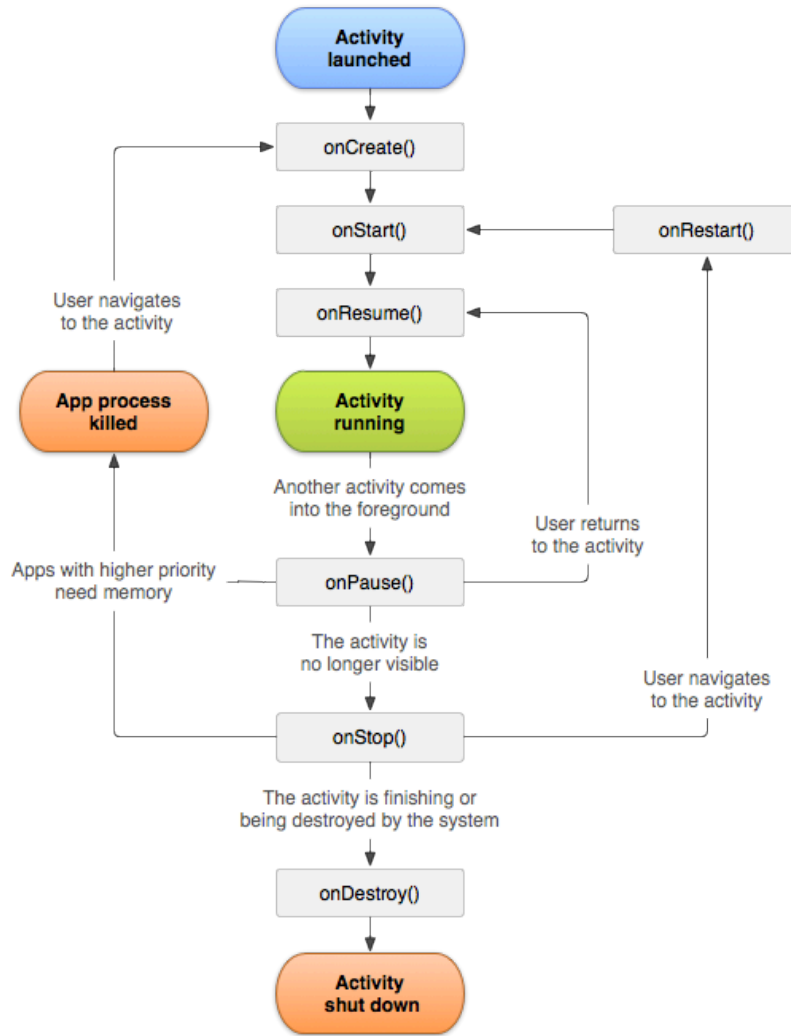 Activity
launched
onCreate()
onStart()
onRestart()
User navigates
to the activity
onResume()
App process
killed
Activity
running
Another activity comes
into the foreground
User returns
to the activity
Apps with higher priority
need memory
onPause()
The activity is
no longer visible
User navigates
to the activity
onStop()
The activity is finishing or
being destroyed by the system
onDestroy()
Activity
shut down